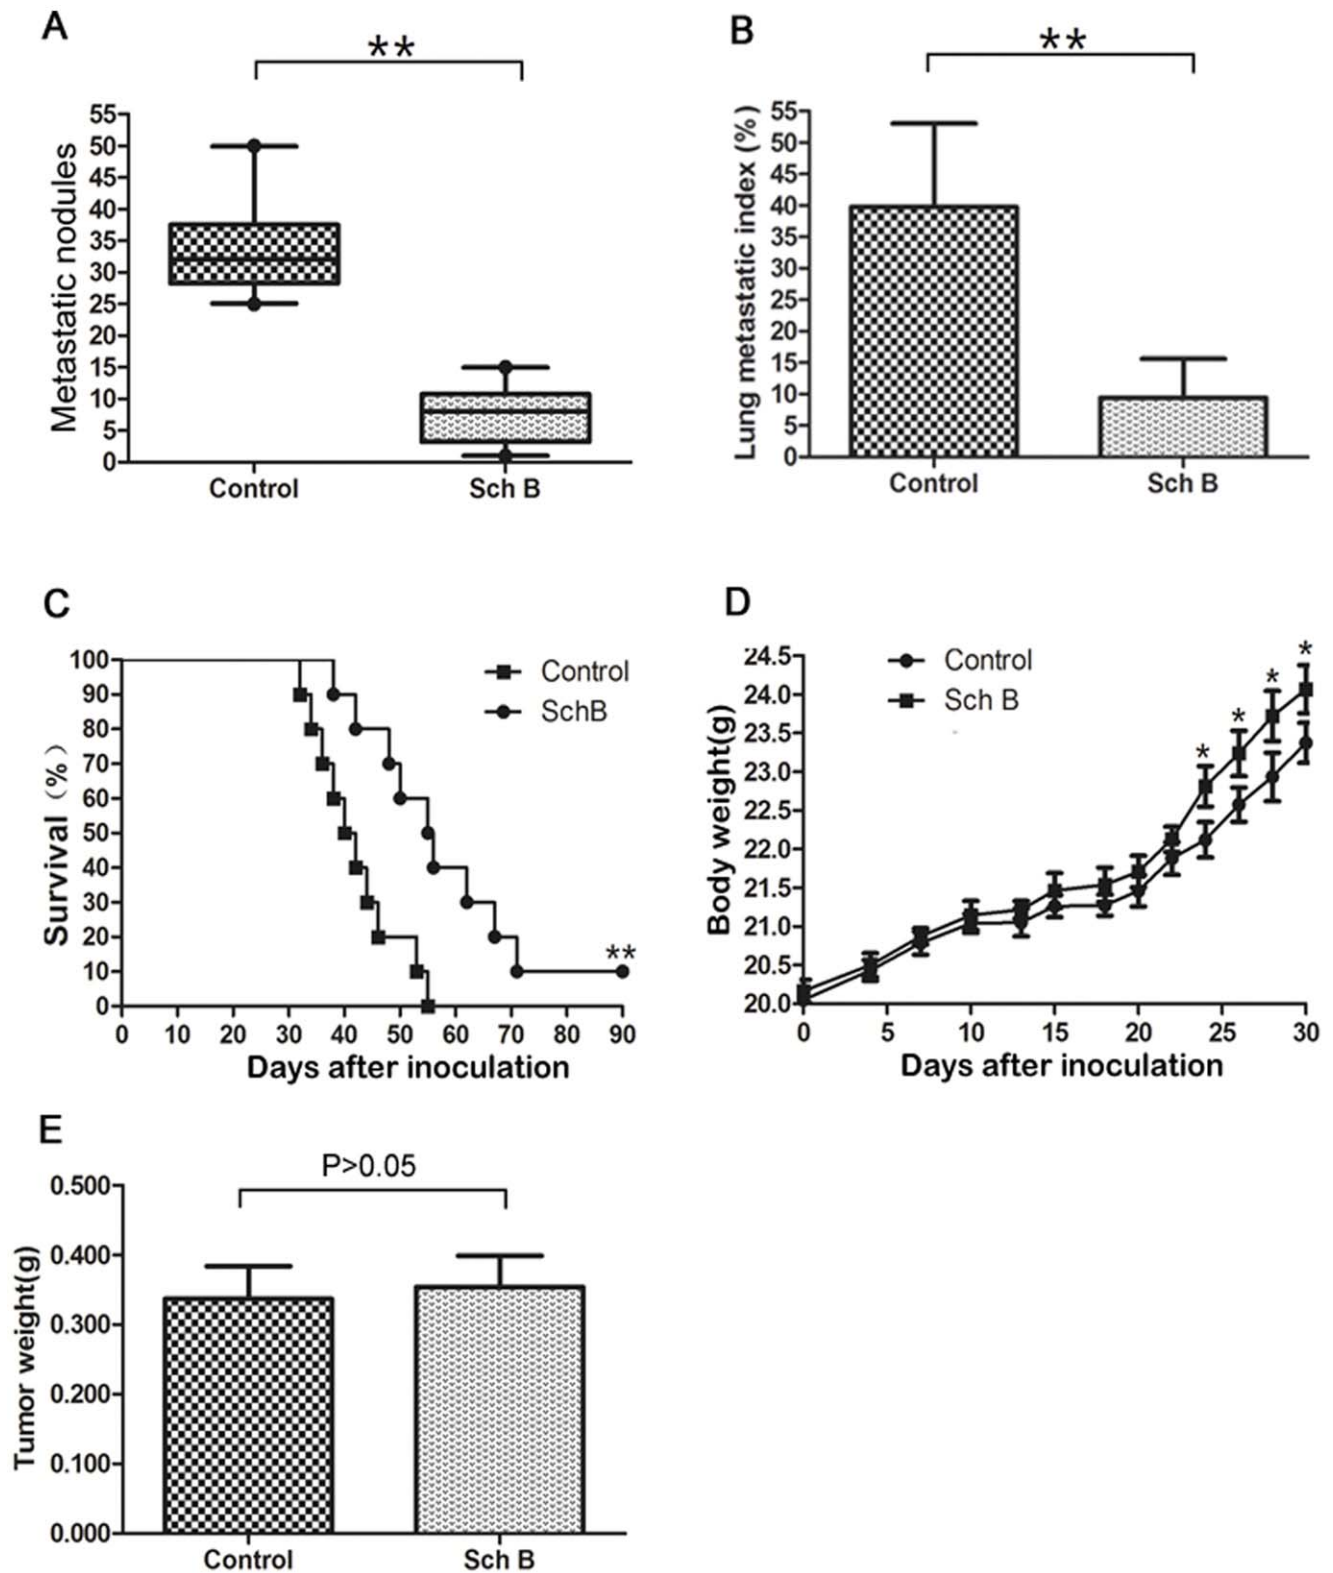 A
**
Metastatic nodules
55
50
45
40
35
30
25
20
15
10
5
0
Control
Sch B
B
**
Lung metastatic index (%)
55
50
45
40
35
30
25
20
15
10
5
0
Control
Sch B
C
Survival (%)
100
90
80
70
60
50
40
30
20
10
0
Control
SchB
**
0 10 20 30 40 50 60 70 80 90
Days after inoculation
D
Body weight(g)
24.5
24.0
23.5
23.0
22.5
22.0
21.5
21.0
20.5
20.0
Control
Sch B
*
*
*
*
0 5 10 15 20 25 30
Days after inoculation
E
P>0.05
Tumor weight(g)
0.500
0.400
0.300
0.200
0.100
0.000
Control
Sch B